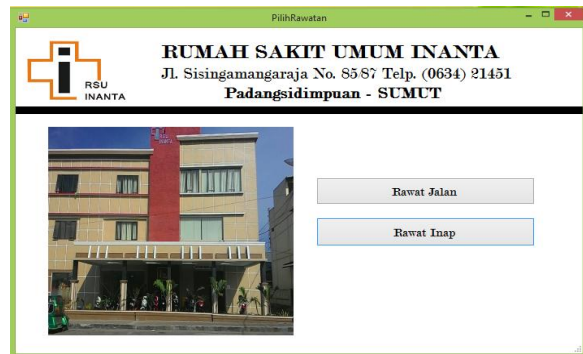 PilihRawatan
RUMAH SAKIT UMUM INANTA
Jl. Sisingamangaraja No. 85/87 Telp. (0634) 21451
Padangsidimpuan - SUMUT
RSU
INANTA
Rawat Jalan
Rawat Inap